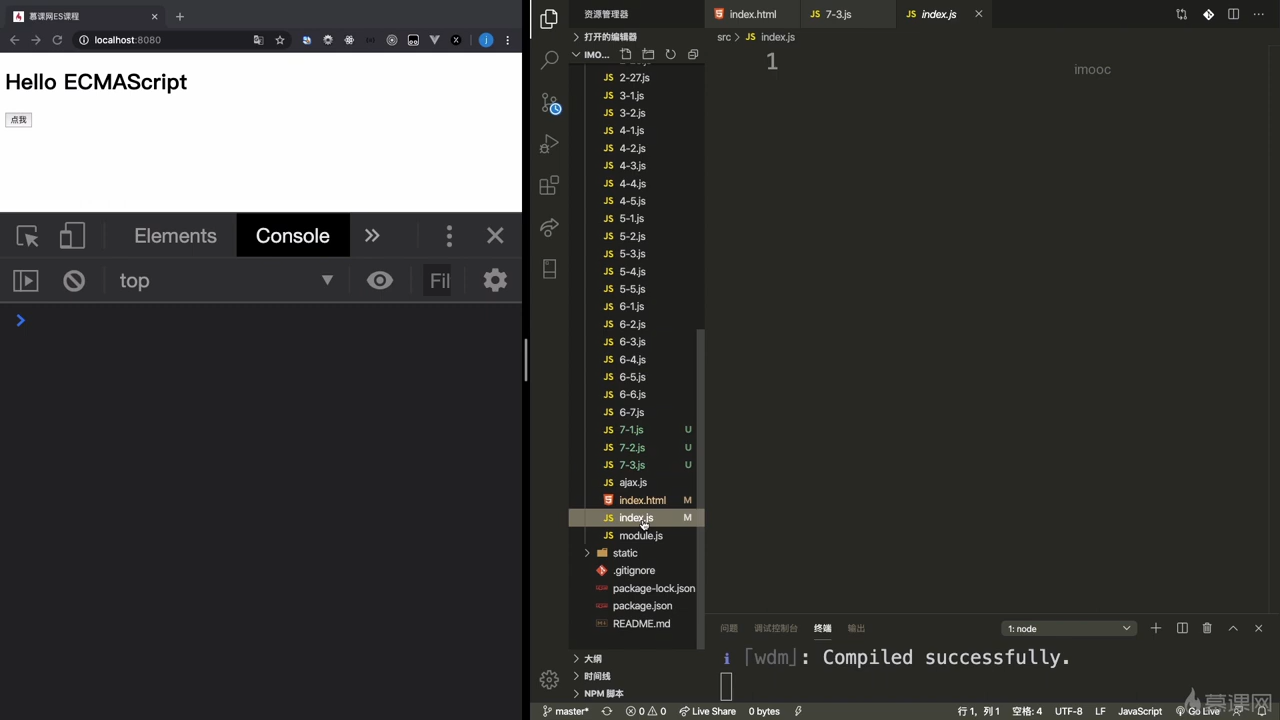 慕课网ES课程
localhost:8080
Hello ECMAScript
点我
Elements
Console
top
Fil
资源管理器
打开的编辑器
IMO...
2-27.js
3-1.js
3-2.js
4-1.js
4-2.js
4-3.js
4-4.js
4-5.js
5-1.js
5-2.js
5-3.js
5-4.js
5-5.js
6-1.js
6-2.js
6-3.js
6-4.js
6-5.js
6-6.js
6-7.js
7-1.js U
7-2.js U
7-3.js U
ajax.js
index.html M
index.js M
module.js
static
.gitignore
package-lock.json
package.json
README.md
大纲
时间线
NPM 脚本
index.html
7-3.js
index.js
src > index.js
1
imooc
问题
调试控制台
终端
输出
1: node
i ｢wdm｣: Compiled successfully.
master*
0 0
Live Share
0 bytes
行 1, 列 1
空格: 4
UTF-8
LF
JavaScript
Go Live
慕课网